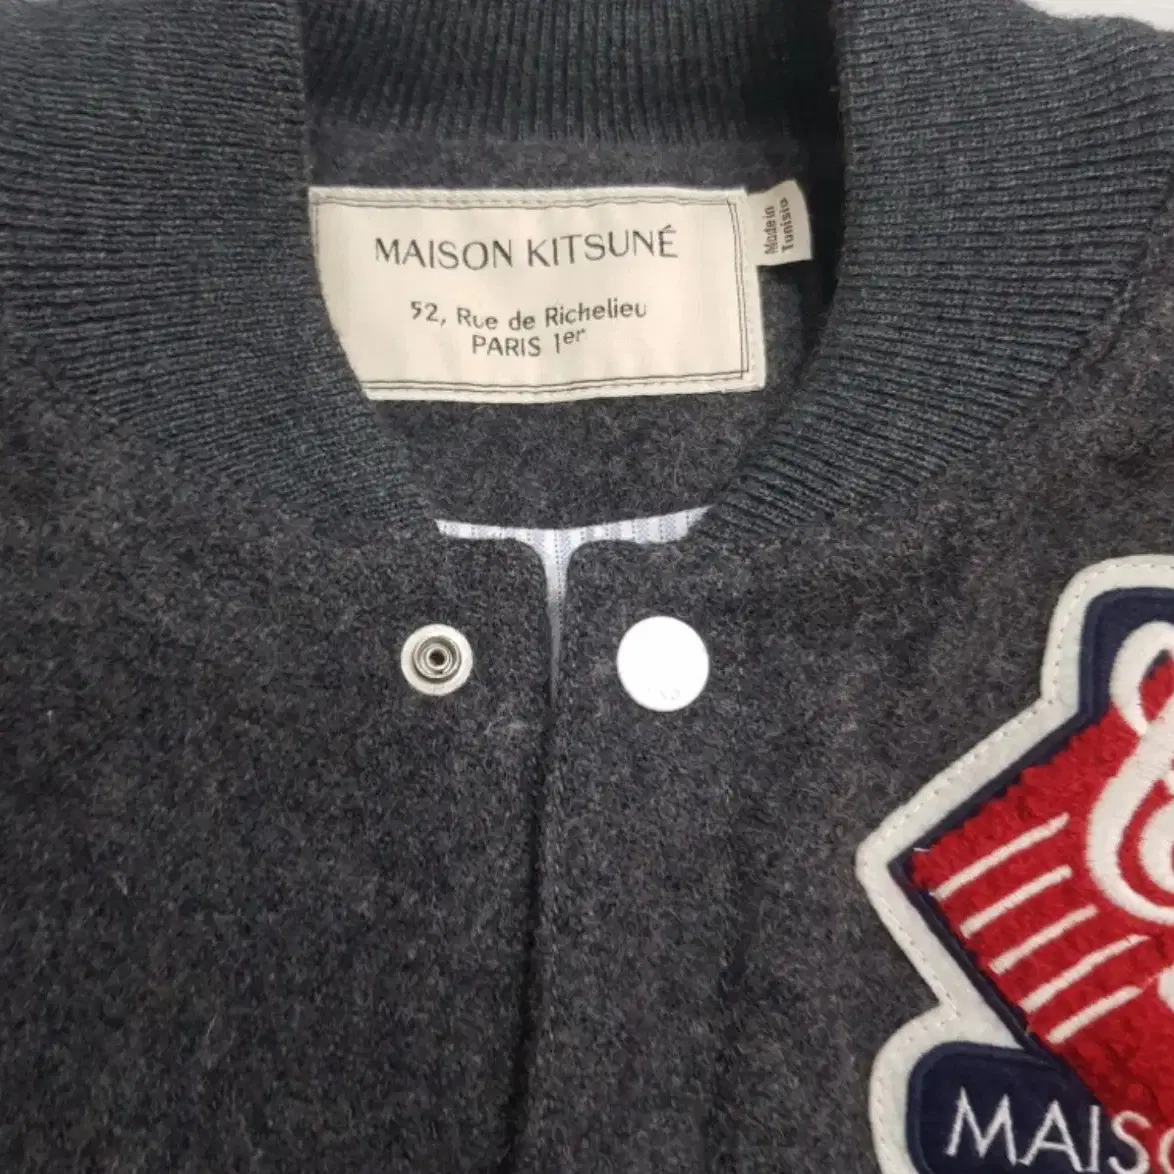 MAISON KITSUNÉ
52, Rue de Richelieu
PARIS 1er
Made in
Tunisia
MAIS